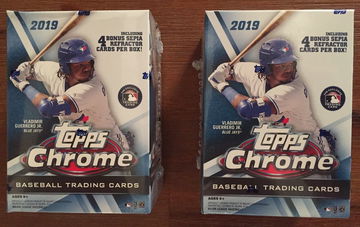 2019
INCLUDING
4 BONUS SEPIA
REFRACTOR
CARDS PER BOX!
VLADIMIR
GUERRERO JR.
BLUE JAYS
Topps
Chrome
BASEBALL TRADING CARDS
AGES 6+
2019
INCLUDING
4 BONUS SEPIA
REFRACTOR
CARDS PER BOX!
VLADIMIR
GUERRERO JR.
BLUE JAYS
Topps
Chrome
BASEBALL TRADING CARDS